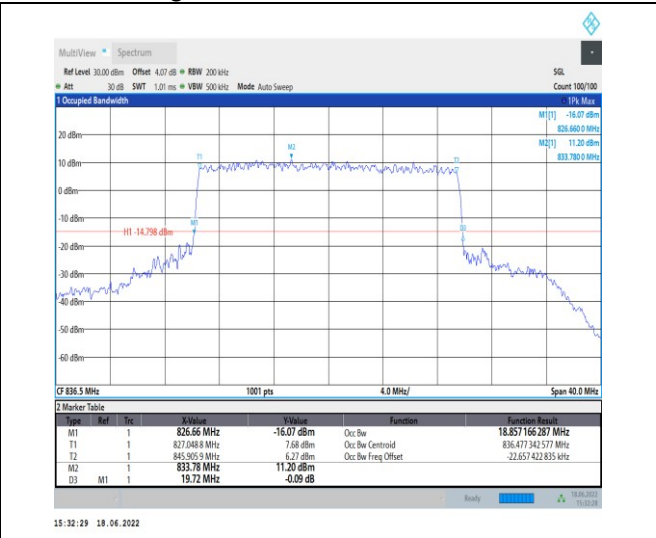 MultiView Spectrum
Ref Level 30.00 dBm Offset 4.07 dB RBW 200 kHz SGL
Att 30 dB SWT 1.01 ms VBW 500 kHz Mode Auto Sweep Count 100/100
1 Occupied Bandwidth 1Pk Max
M1[1] -16.07 dBm
826.660 0 MHz
M2[1] 11.20 dBm
833.780 0 MHz
20 dBm
M2
T1 T2
10 dBm
0 dBm
-10 dBm
M1
H1 -14.798 dBm
D3
-20 dBm
-30 dBm
-40 dBm
-50 dBm
-60 dBm
CF 836.5 MHz 1001 pts 4.0 MHz/ Span 40.0 MHz
2 Marker Table
Type Ref Trc X-Value Y-Value Function Function Result
M1 1 826.66 MHz -16.07 dBm Occ Bw 18.857 166 287 MHz
T1 1 827.048 8 MHz 7.68 dBm Occ Bw Centroid 836.477 342 577 MHz
T2 1 845.905 9 MHz 6.27 dBm Occ Bw Freq Offset -22.657 422 835 kHz
M2 1 833.78 MHz 11.20 dBm
D3 M1 1 19.72 MHz -0.09 dB
Ready 18.06.2022
15:32:28
15:32:29 18.06.2022